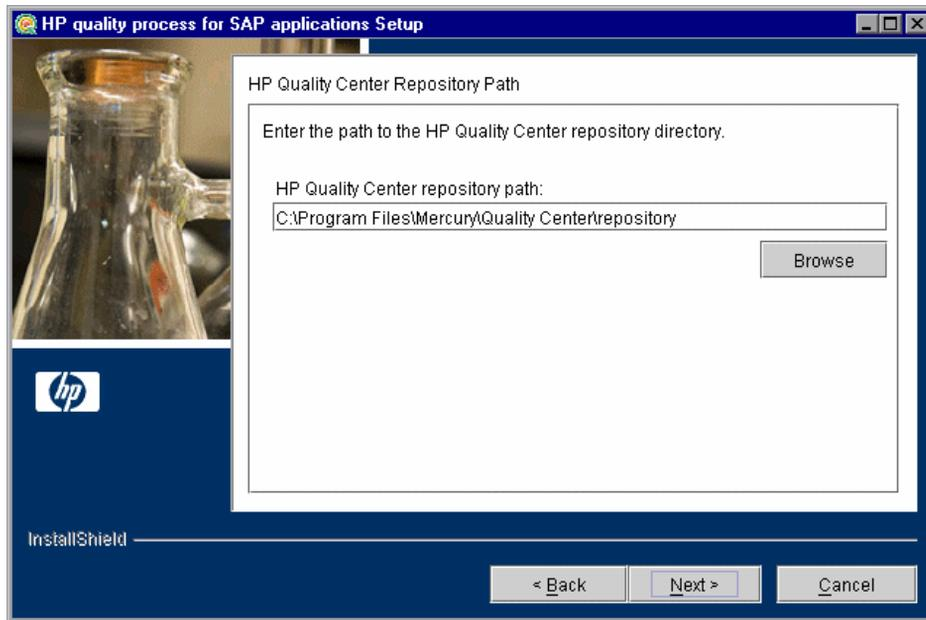 HP quality process for SAP applications Setup
HP Quality Center Repository Path
Enter the path to the HP Quality Center repository directory.
HP Quality Center repository path:
C:\Program Files\Mercury\Quality Center\repository
Browse
hp
InstallShield
< Back
Next >
Cancel